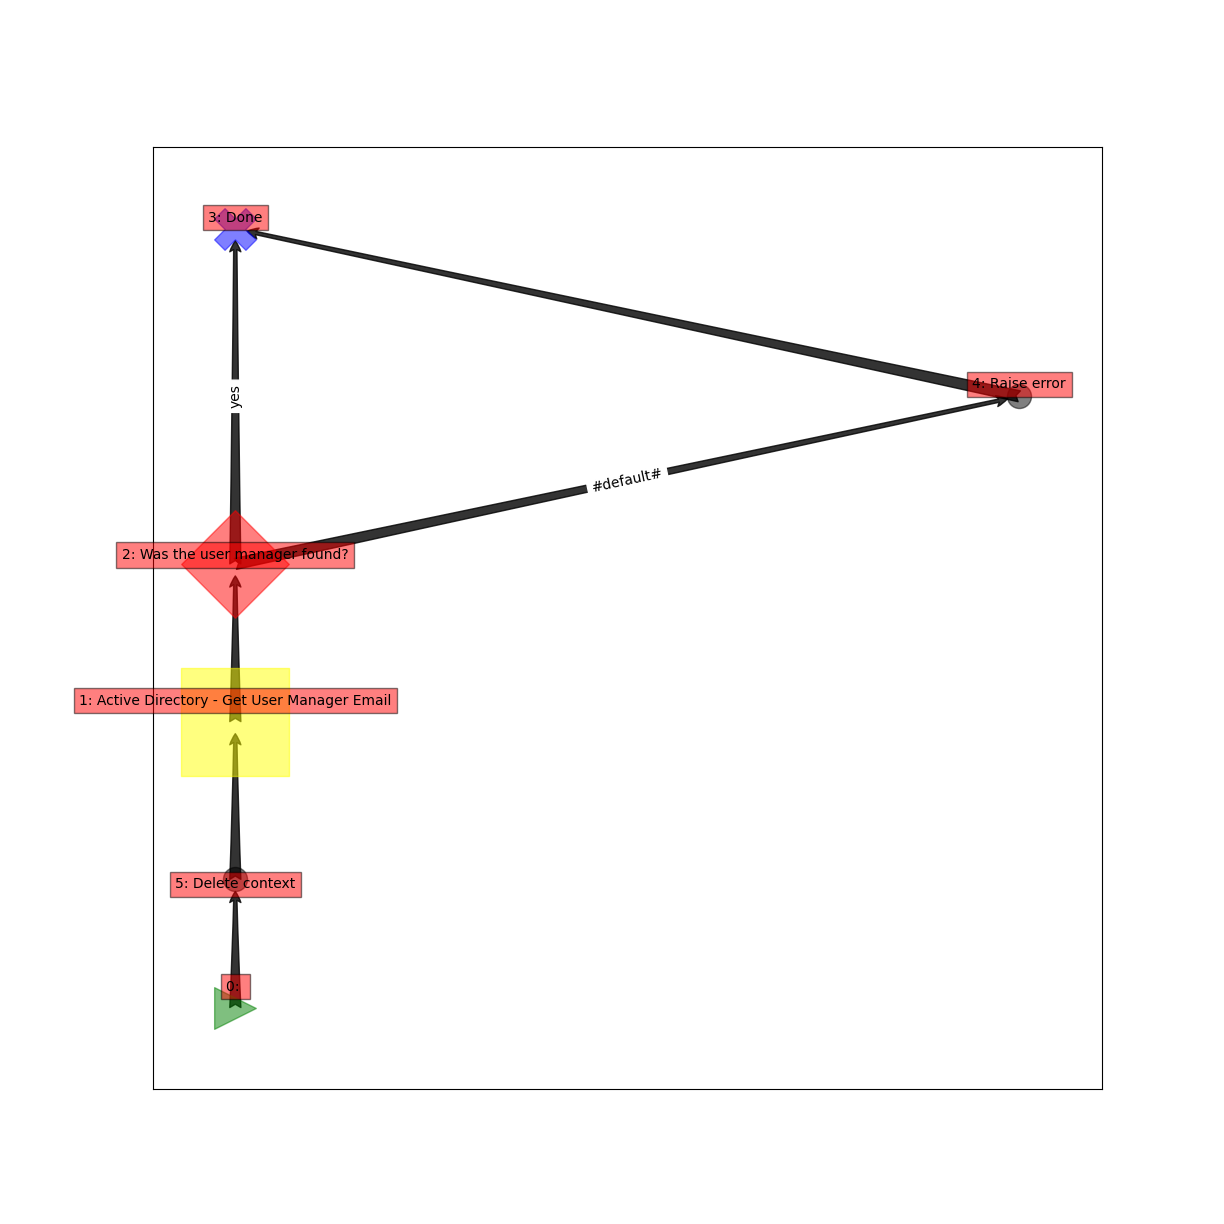 3: Done
4: Raise error
yes
#default#
2: Was the user manager found?
1: Active Directory - Get User Manager Email
5: Delete context
0: